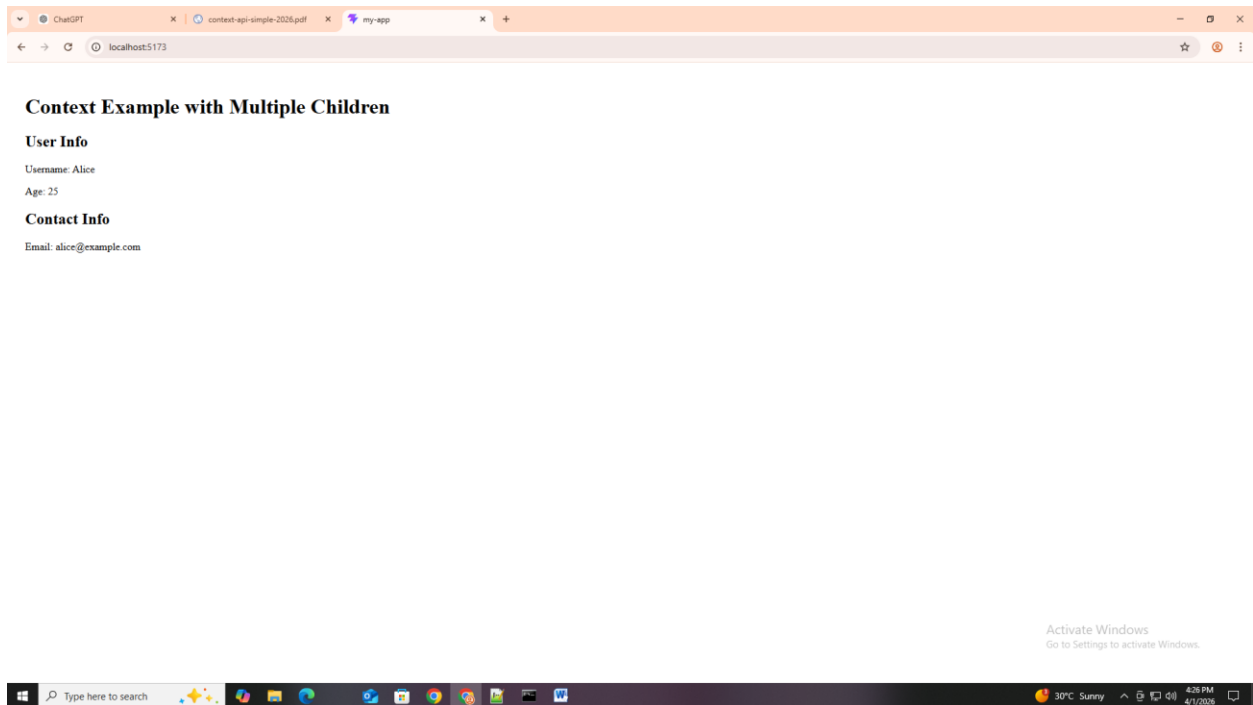 ChatGPT
context-api-simple-2026.pdf
my-app
localhost:5173
Context Example with Multiple Children
User Info
Username: Alice
Age: 25
Contact Info
Email: alice@example.com
Activate Windows
Go to Settings to activate Windows.
Type here to search
30°C Sunny
4:26 PM
4/1/2026